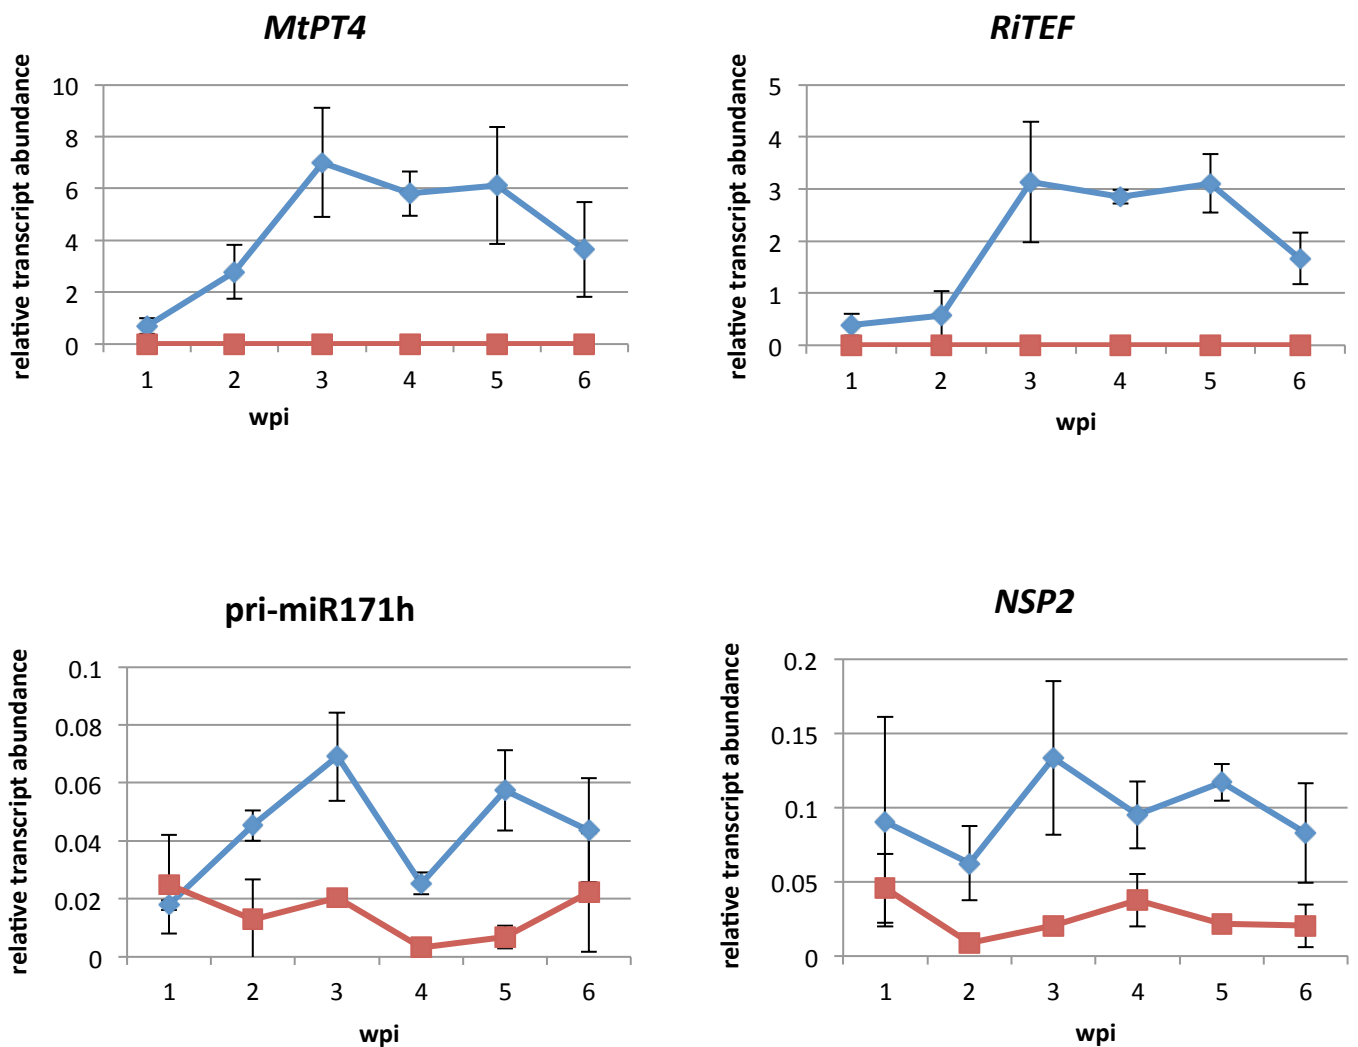 MtPT4
relative transcript abundance
10
8
6
4
2
0
1 2 3 4 5 6
wpi
RiTEF
relative transcript abundance
5
4
3
2
1
0
1 2 3 4 5 6
wpi
pri-miR171h
relative transcript abundance
0.1
0.08
0.06
0.04
0.02
0
1 2 3 4 5 6
wpi
NSP2
relative transcript abundance
0.2
0.15
0.1
0.05
0
1 2 3 4 5 6
wpi